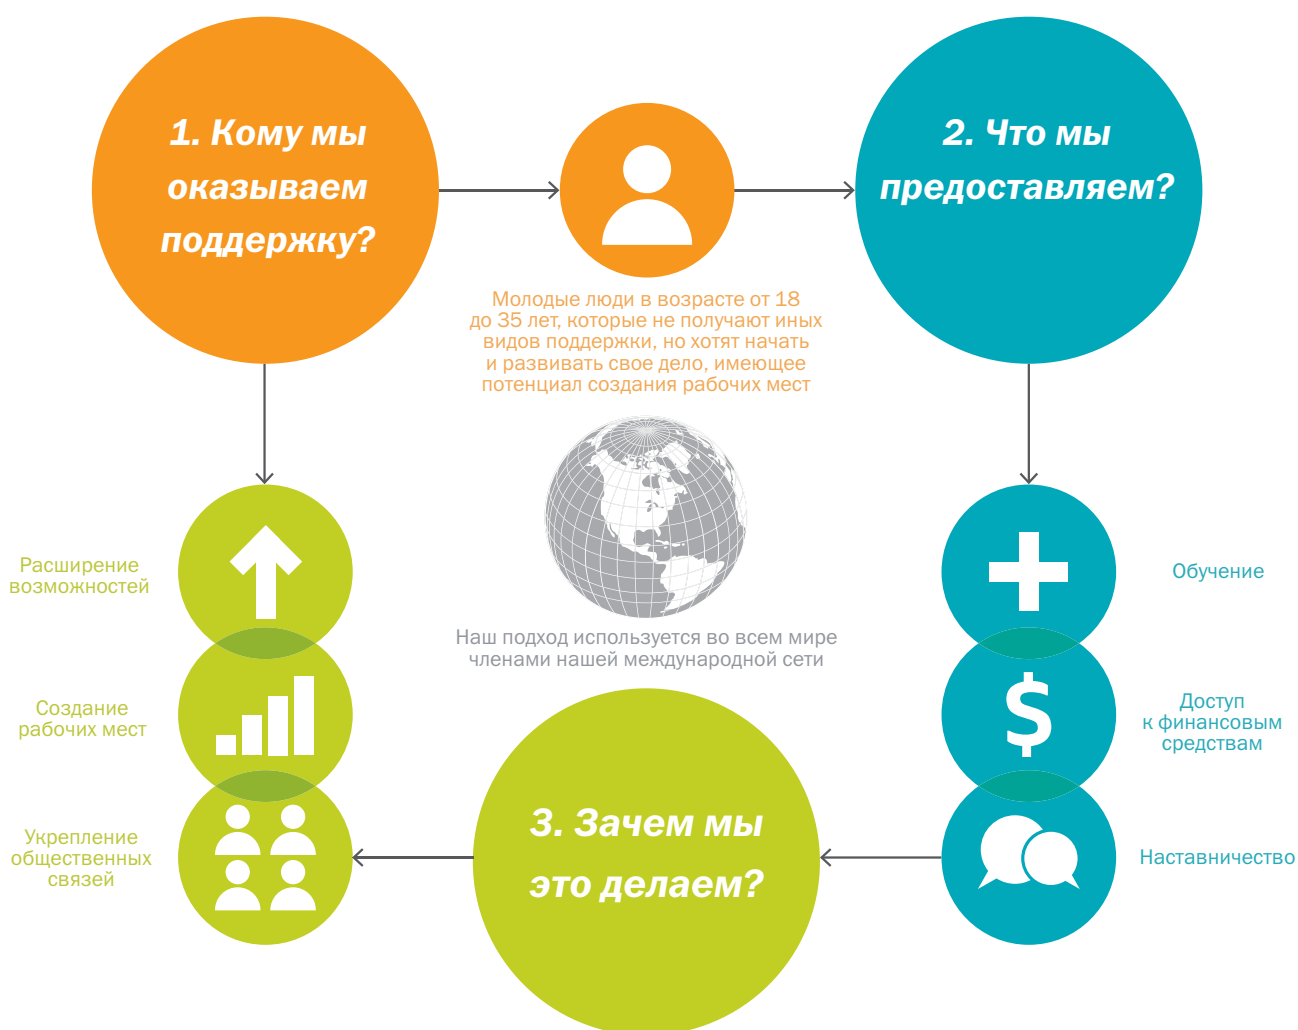 1. Кому мы
оказываем
поддержку?
2. Что мы
предоставляем?
Молодые люди в возрасте от 18
до 35 лет, которые не получают иных
видов поддержки, но хотят начать
и развивать свое дело, имеющее
потенциал создания рабочих мест
Расширение
возможностей
Обучение
Наш подход используется во всем мире
членами нашей международной сети
Создание
рабочих мест
Доступ
к финансовым
средствам
3. Зачем мы
это делаем?
Укрепление
общественных
связей
Наставничество
$